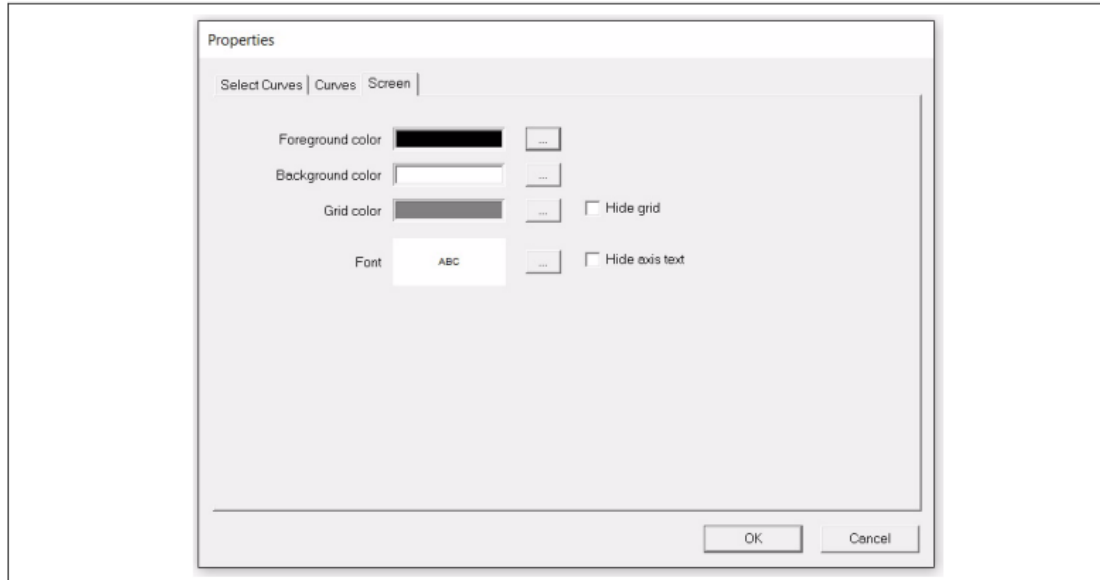 Properties
Select Curves Curves Screen
Foreground color ...
Background color ...
Grid color ... Hide grid
Font ABC ... Hide axis text
OK Cancel